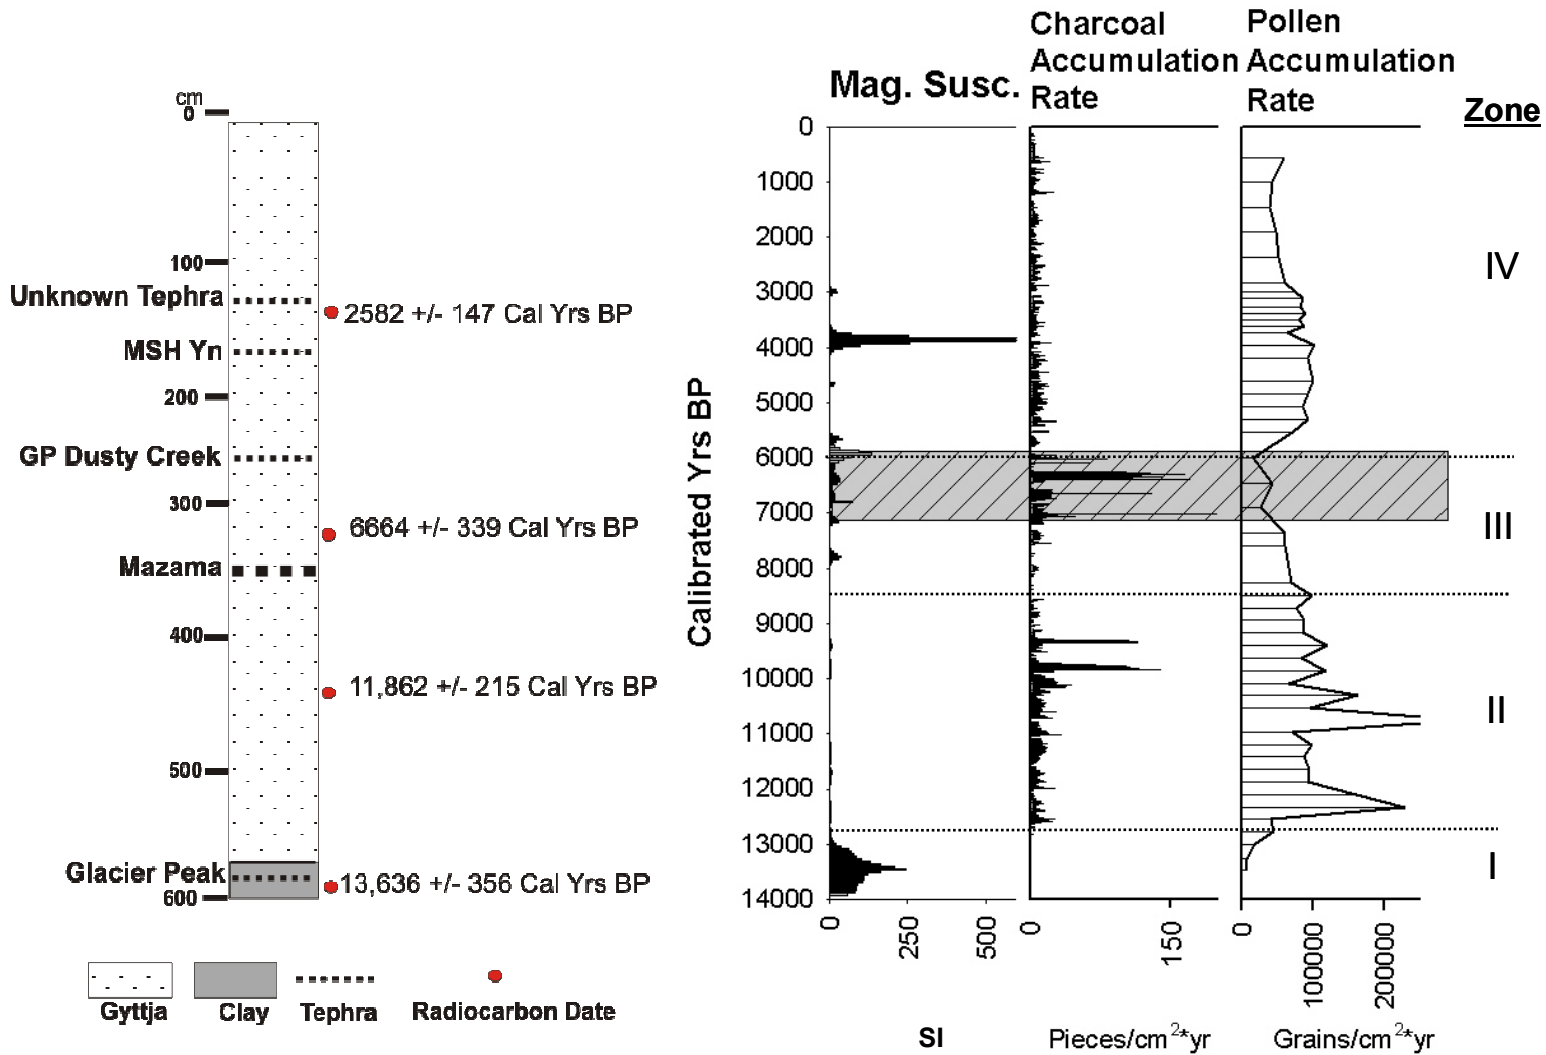 cm
0
100
Unknown Tephra
2582 +/- 147 Cal Yrs BP
MSH Yn
200
GP Dusty Creek
300
6664 +/- 339 Cal Yrs BP
Mazama
400
11,862 +/- 215 Cal Yrs BP
500
Glacier Peak
13,636 +/- 356 Cal Yrs BP
600
Gyttja
Clay
Tephra
Radiocarbon Date
Mag. Susc.
Charcoal
Accumulation
Rate
Pollen
Accumulation
Rate
Zone
Calibrated Yrs BP
0
1000
2000
3000
4000
5000
6000
7000
8000
9000
10000
11000
12000
13000
14000
IV
III
II
I
0
250
500
0
150
0
100000
200000
SI
Pieces/cm²*yr
Grains/cm²*yr